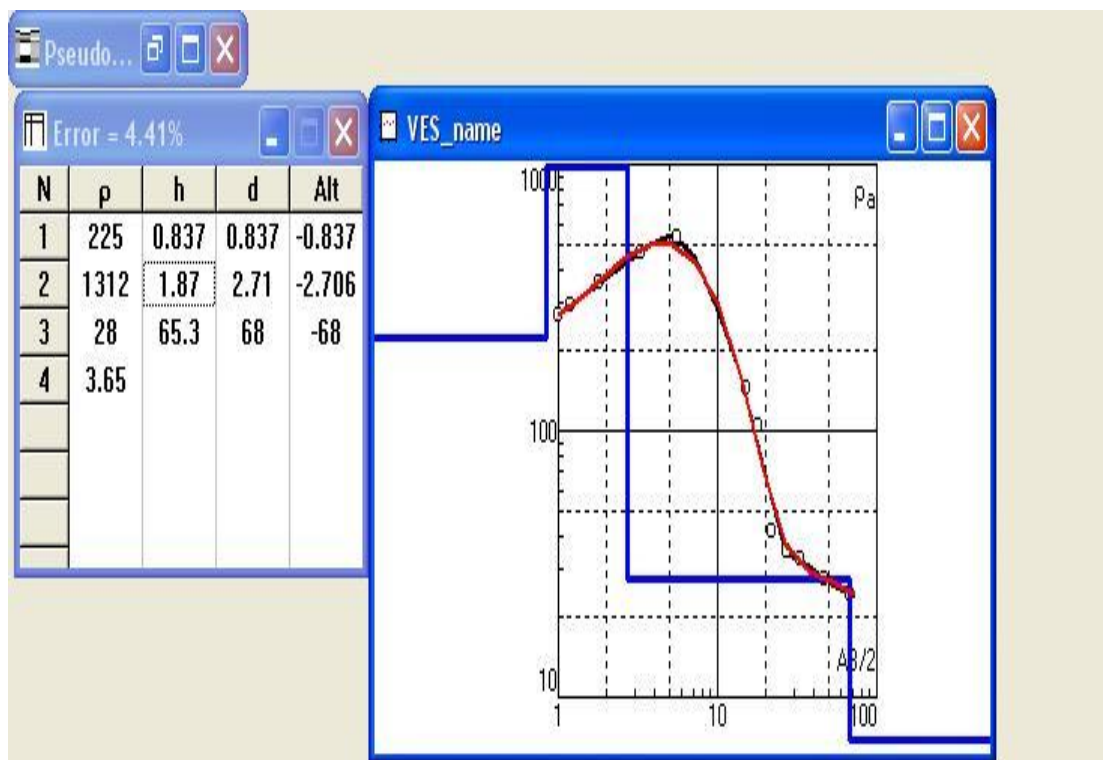 Pseudo...
Error = 4.41%
N ρ h d Alt
1 225 0.837 0.837 -0.837
2 1312 1.87 2.71 -2.706
3 28 65.3 68 -68
4 3.65
VES_name
1000
ρa
100
10
AB/2
1 10 100